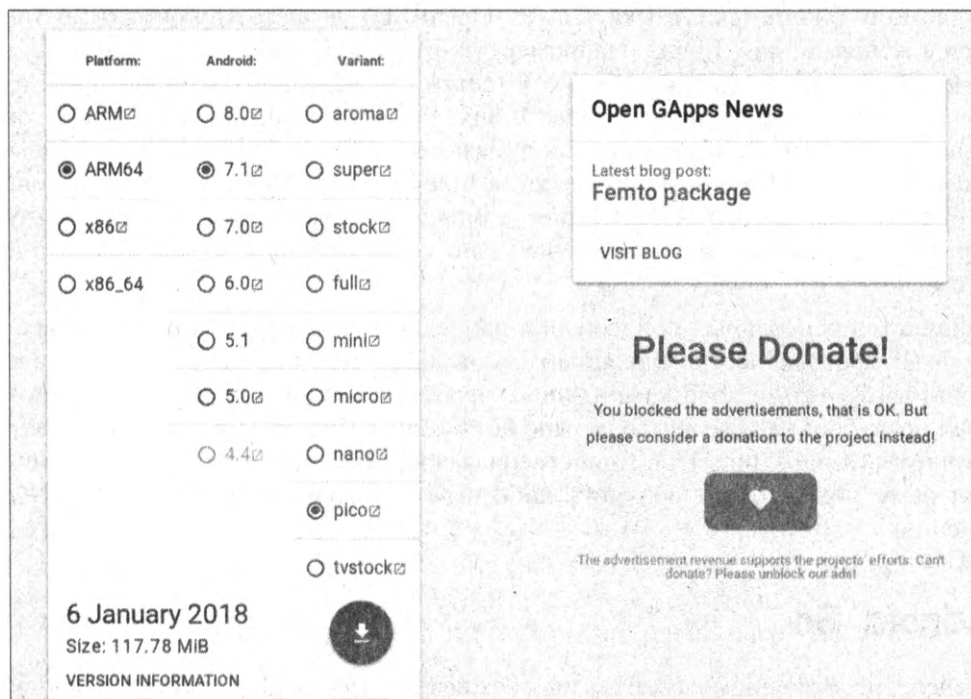 Platform: Android: Variant:
ARM 8.0 aroma
ARM64 7.1 super
x86 7.0 stock
x86_64 6.0 full
5.1 mini
5.0 micro
4.4 nano
pico
tvstock
6 January 2018
Size: 117.78 MiB
VERSION INFORMATION
Open GApps News
Latest blog post:
Femto package
VISIT BLOG
Please Donate!
You blocked the advertisements, that is OK. But
please consider a donation to the project instead!
The advertisement revenue supports the projects' efforts. Can't
donate? Please unblock our ads!